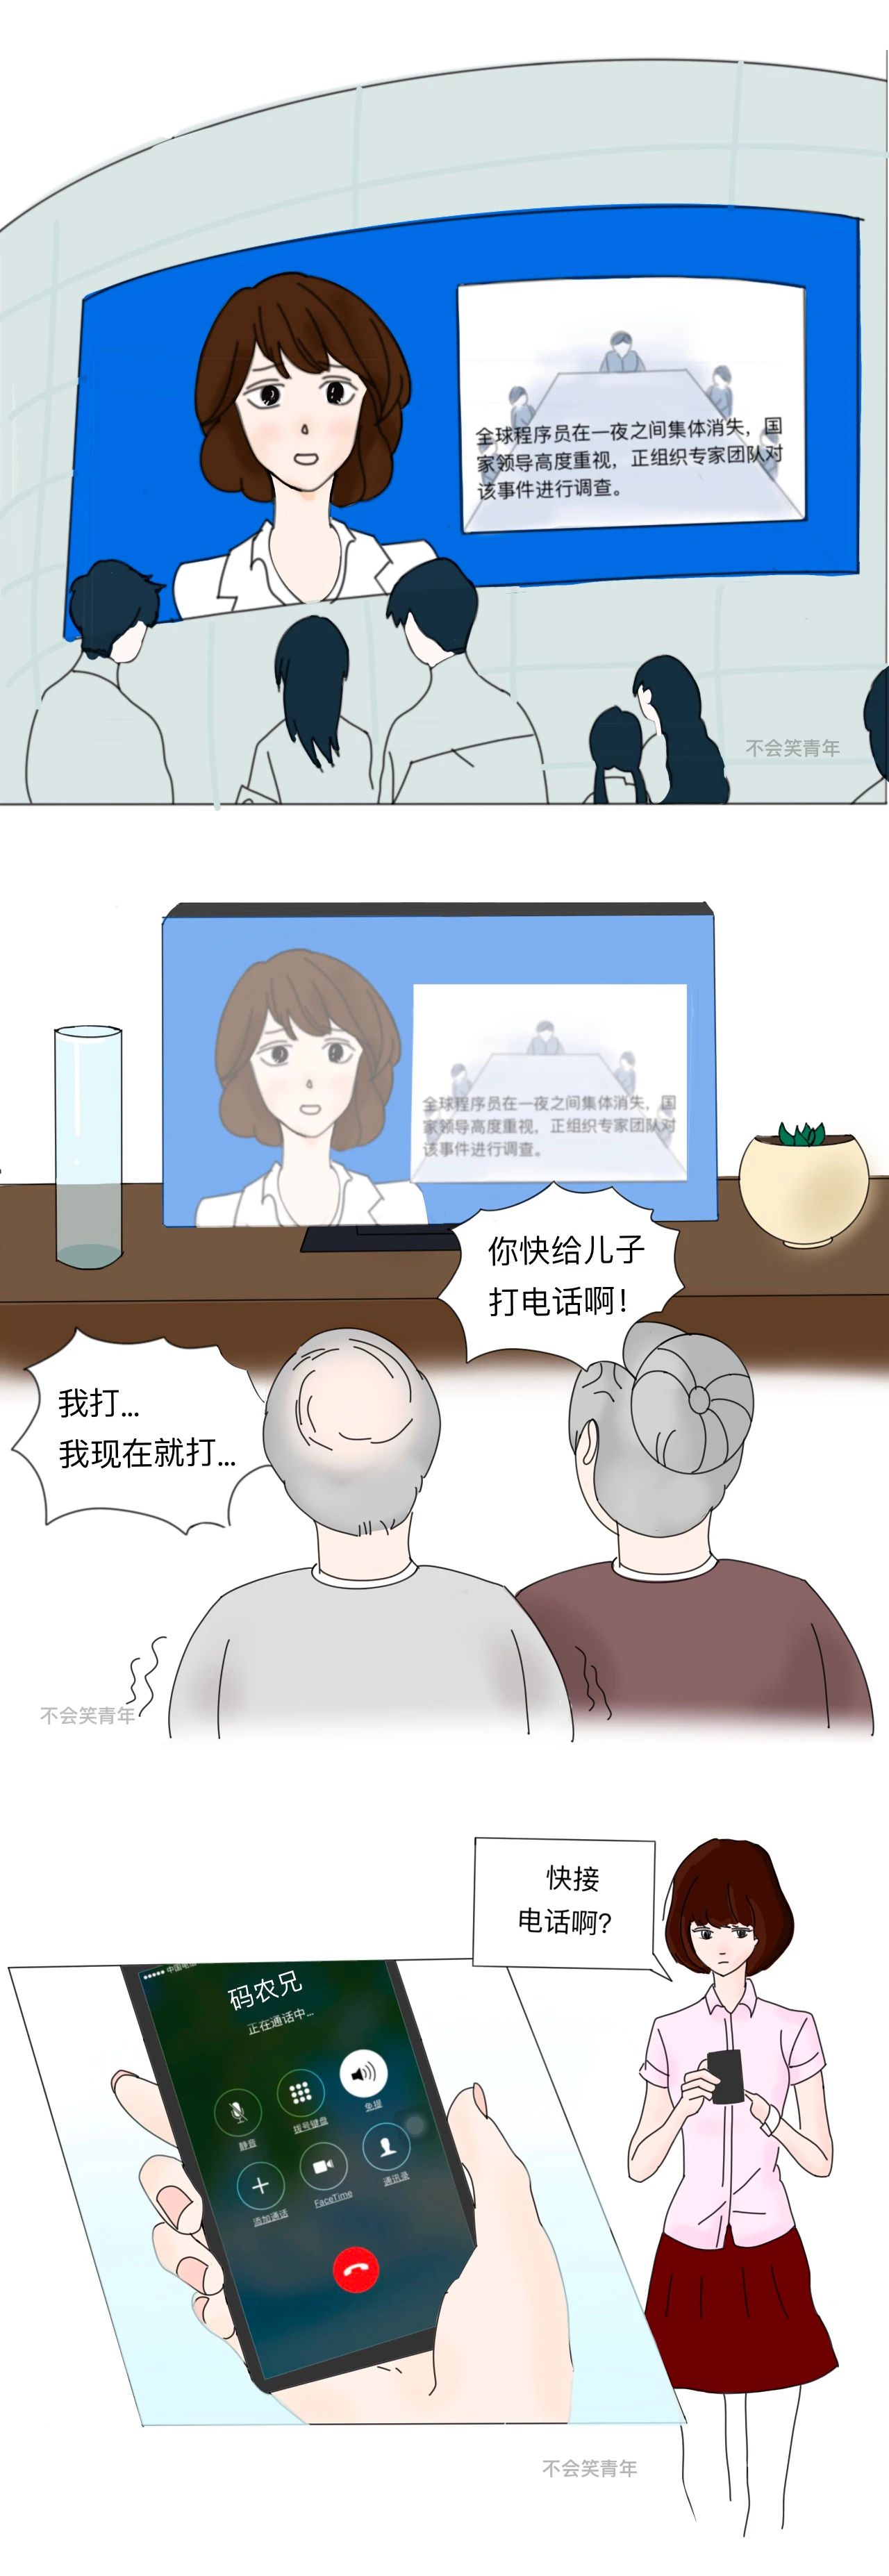 全球程序员在一夜之间集体消失，国
家领导高度重视，正组织专家团队对
该事件进行调查。
不会笑青年
全球程序员在一夜之间集体消失，国
家领导高度重视，正组织专家团队对
该事件进行调查。
你快给儿子
打电话啊！
我打...
我现在就打...
不会笑青年
快接
电话啊?
中国电
码农兄
正在通话中...
静音
拨号键盘
免提
添加通话
FaceTime
通讯录
不会笑青年